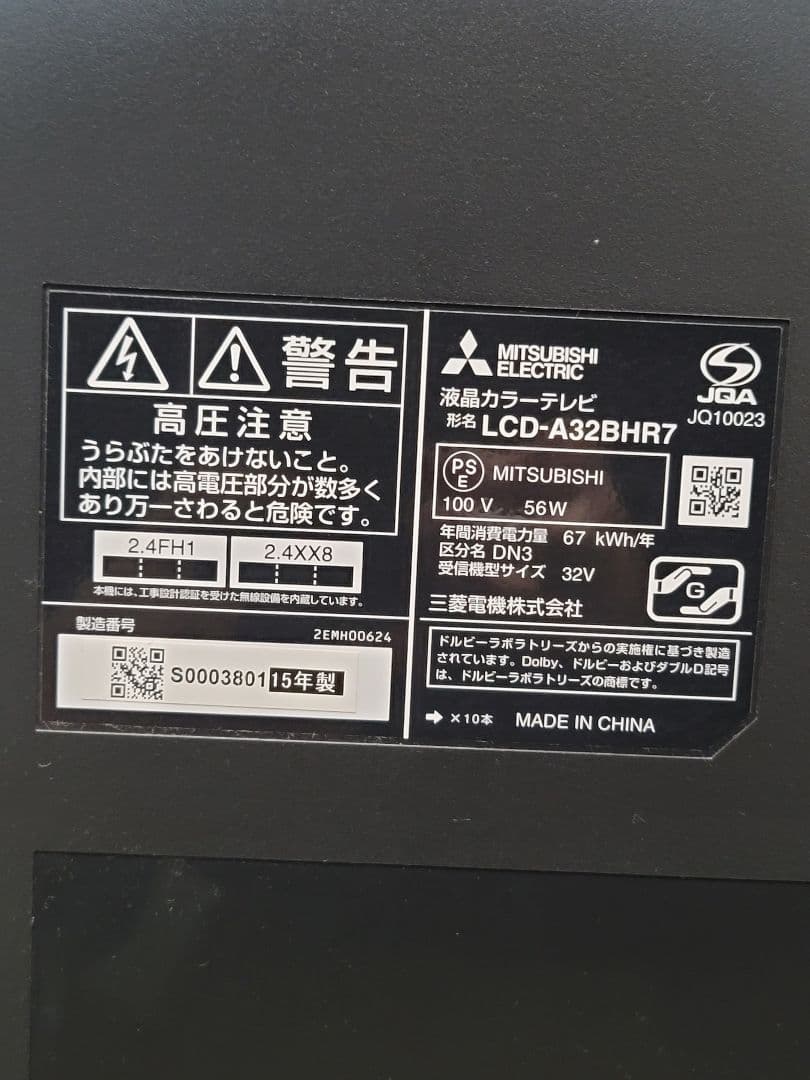 警告
高圧注意
うらぶたをあけないこと。
内部には高電圧部分が数多く
あり万一さわると危険です。
2.4FH1
2.4XX8
本機には、工事設計認証を受けた無線設備を内蔵しています。
製造番号
2EMH00624
S0003801 15年製
MITSUBISHI
ELECTRIC
JQA
JQ10023
液晶カラーテレビ
形名 LCD-A32BHR7
PS
E
MITSUBISHI
100 V 56W
年間消費電力量 67 kWh/年
区分名 DN3
受信機型サイズ 32V
G
三菱電機株式会社
ドルビーラボラトリーズからの実施権に基づき製造
されています。Dolby、ドルビーおよびダブルD記号
は、ドルビーラボラトリーズの商標です。
➡ ×10本 MADE IN CHINA